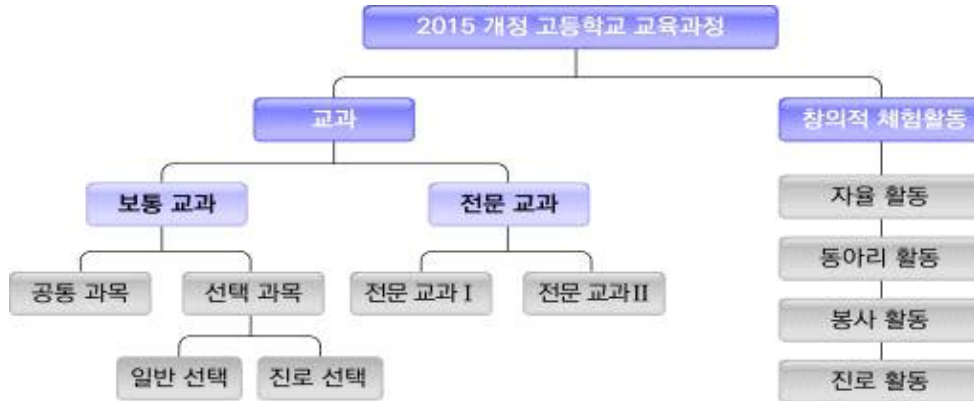 2015 개정 고등학교 교육과정
교과
창의적 체험활동
보통 교과
전문 교과
자율 활동
공통 과목
선택 과목
전문 교과 I
전문 교과 II
동아리 활동
봉사 활동
일반 선택
진로 선택
진로 활동